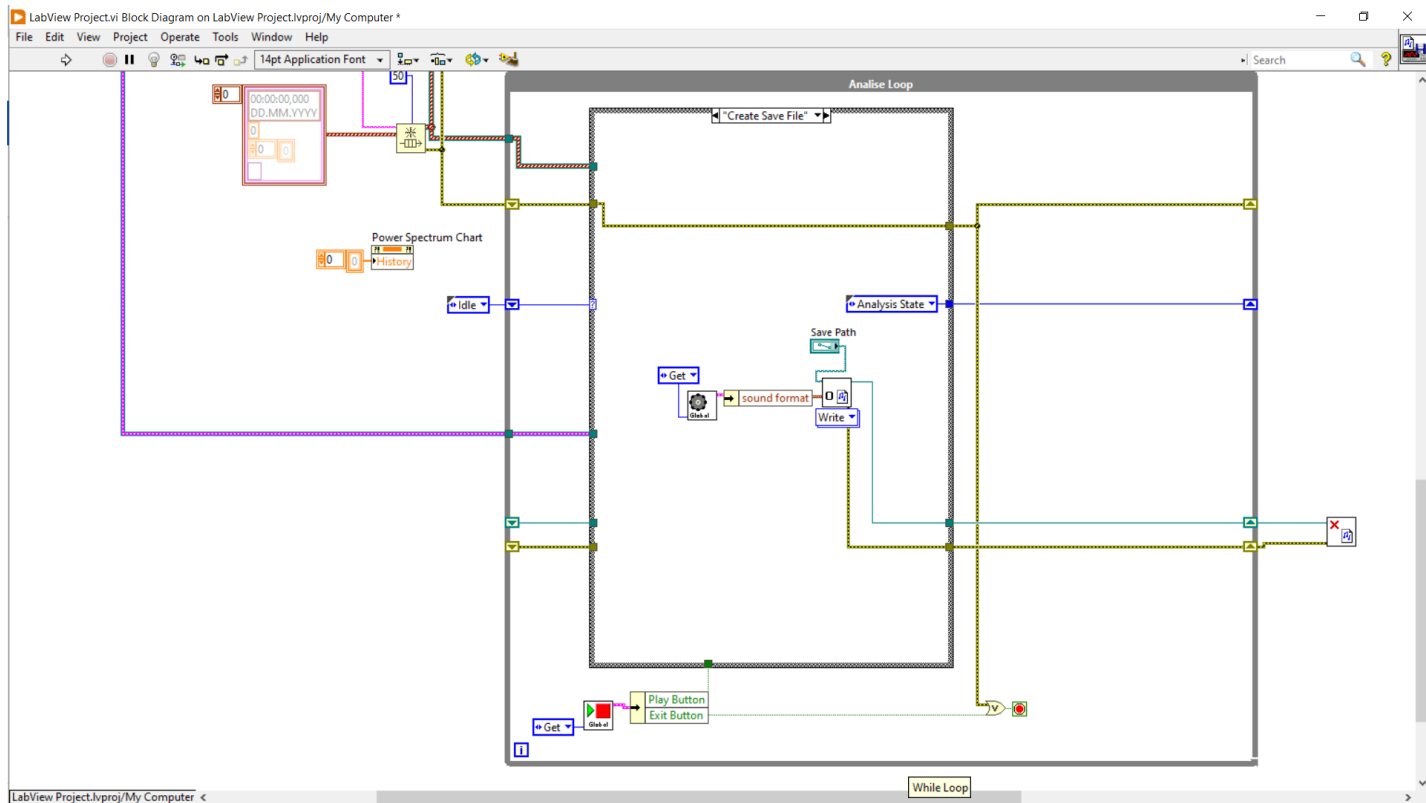 LabView Project.vi Block Diagram on LabView Project.lvproj/My Computer *
File Edit View Project Operate Tools Window Help
14pt Application Font
Search
50
Analise Loop
0
00:00:00,000
DD.MM.YYYY
0
0 0
"Create Save File"
Power Spectrum Chart
0 0
History
Idle
Analysis State
Save Path
Get
Global
sound format
Write
Play Button
Exit Button
Get
Global
V
i
While Loop
LabView Project.lvproj/My Computer